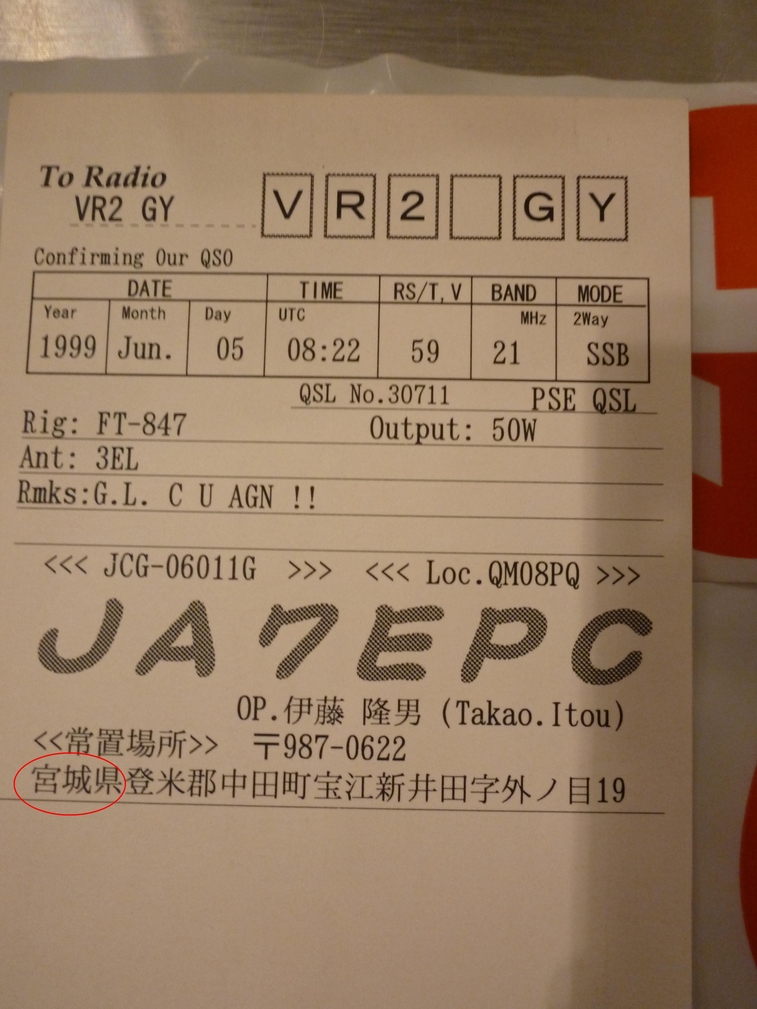 To Radio
VR2 GY
V R 2 G Y
Confirming Our QSO
DATE TIME RS/T,V BAND MODE
Year Month Day UTC MHz 2Way
1999 Jun. 05 08:22 59 21 SSB
QSL No.30711 PSE QSL
Rig: FT-847 Output: 50W
Ant: 3EL
Rmks:G.L. C U AGN !!
<<< JCG-06011G >>> <<< Loc.QM08PQ >>>
JA7EPC
OP.伊藤 隆男 (Takao.Itou)
<<常置場所>> 〒987-0622
宮城県登米郡中田町宝江新井田字外ノ目19